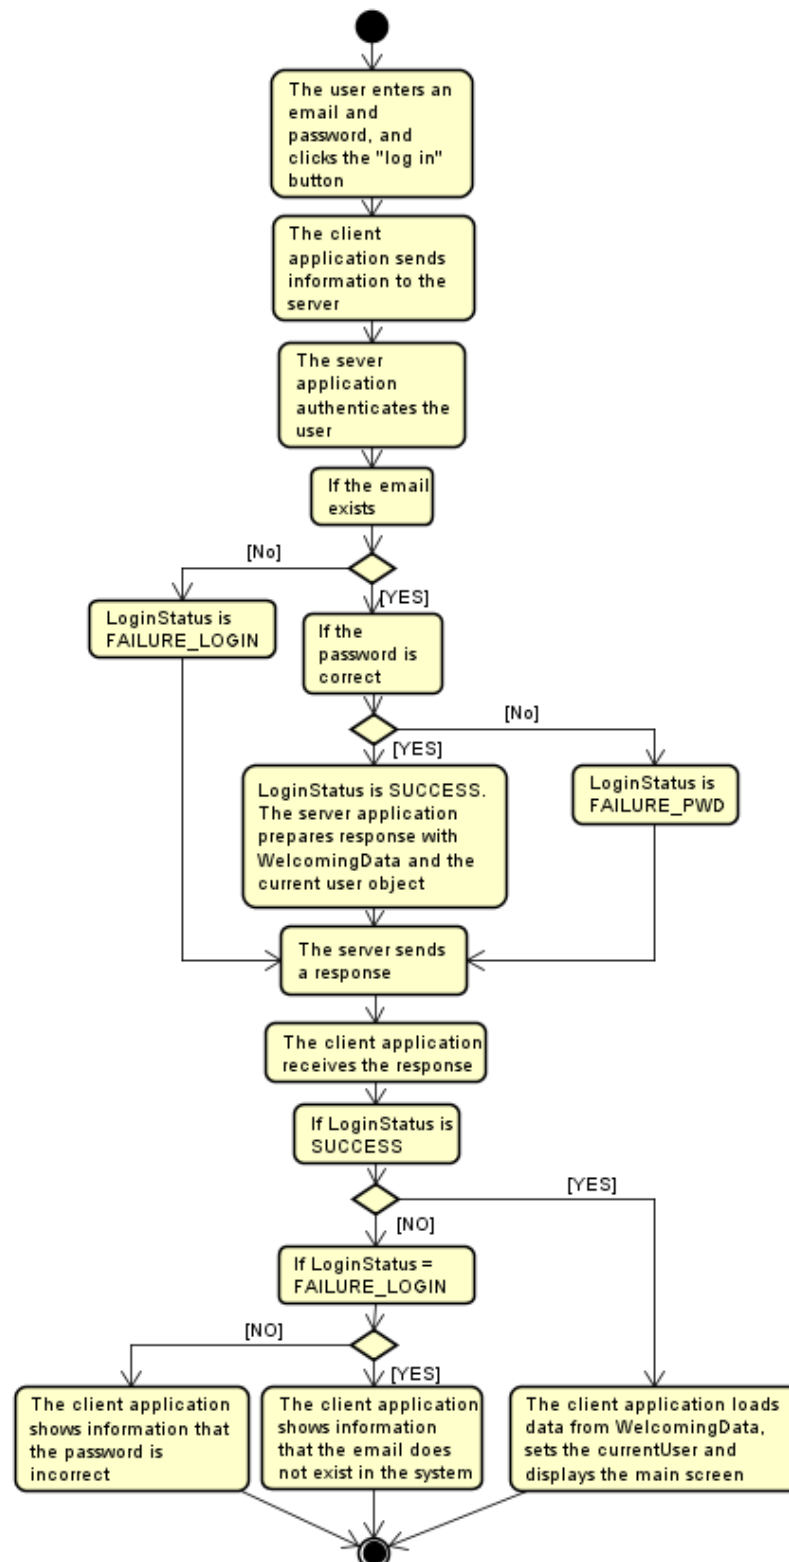 The user enters an
email and
password, and
clicks the "log in"
button
The client
application sends
information to the
server
The sever
application
authenticates the
user
If the email
exists
[No]
[YES]
LoginStatus is
FAILURE_LOGIN
If the
password is
correct
[No]
[YES]
LoginStatus is SUCCESS.
The server application
prepares response with
WelcomingData and the
current user object
LoginStatus is
FAILURE_PWD
The server sends
a response
The client application
receives the response
If LoginStatus is
SUCCESS
[YES]
[NO]
If LoginStatus =
FAILURE_LOGIN
[NO]
[YES]
The client application
shows information that
the password is
incorrect
The client application
shows information
that the email does
not exist in the system
The client application loads
data from WelcomingData,
sets the currentUser and
displays the main screen